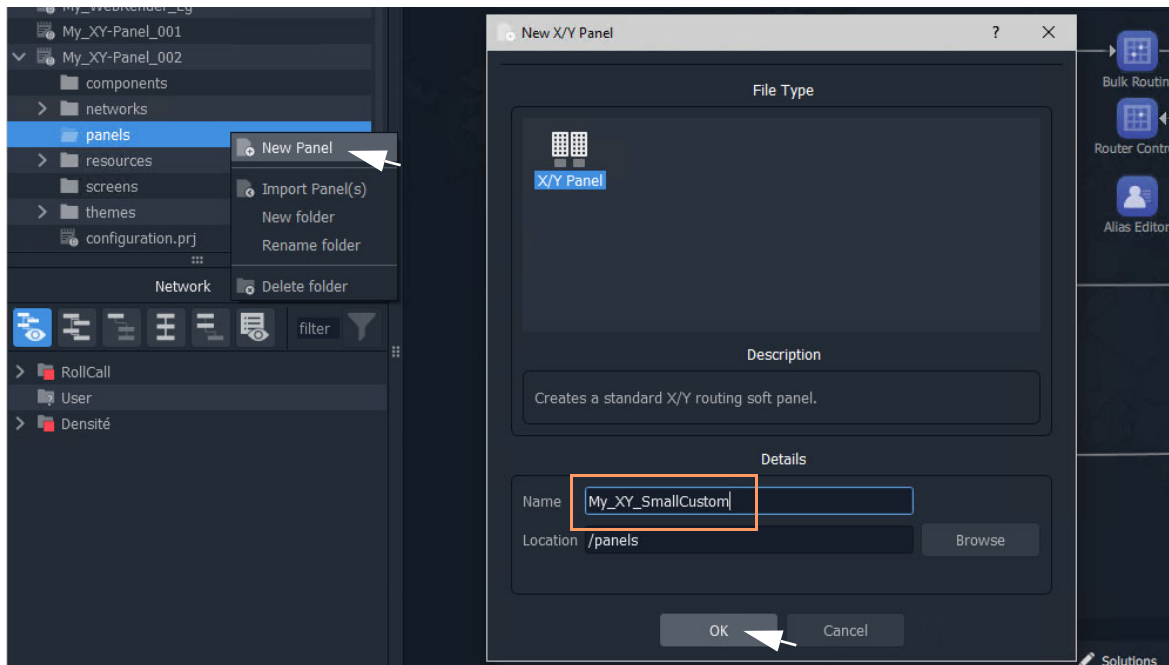 My_WebRender_Eg
My_XY-Panel_001
My_XY-Panel_002
components
networks
panels
resources
screens
themes
configuration.prj
New Panel
Import Panel(s)
New folder
Rename folder
Delete folder
Network
filter
RollCall
User
Densité
New X/Y Panel
?
File Type
X/Y Panel
Description
Creates a standard X/Y routing soft panel.
Details
Name My_XY_SmallCustom
Location /panels Browse
OK Cancel
Bulk Routin
Router Contr
Alias Editor
Solutions